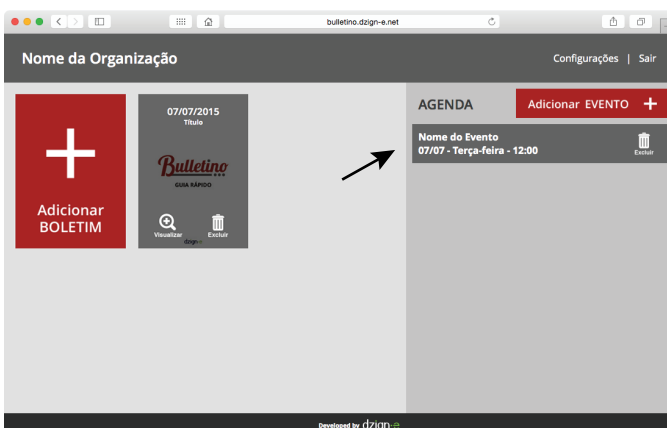 bulletino.dzign-e.net
Nome da Organização
Configurações | Sair
Adicionar
BOLETIM
07/07/2015
Título
Bulletino
GUIA RÁPIDO
Visualizar
Excluir
dzign-e
AGENDA
Adicionar EVENTO
Nome do Evento
07/07 - Terça-feira - 12:00
Excluir
Developed by dzign-e